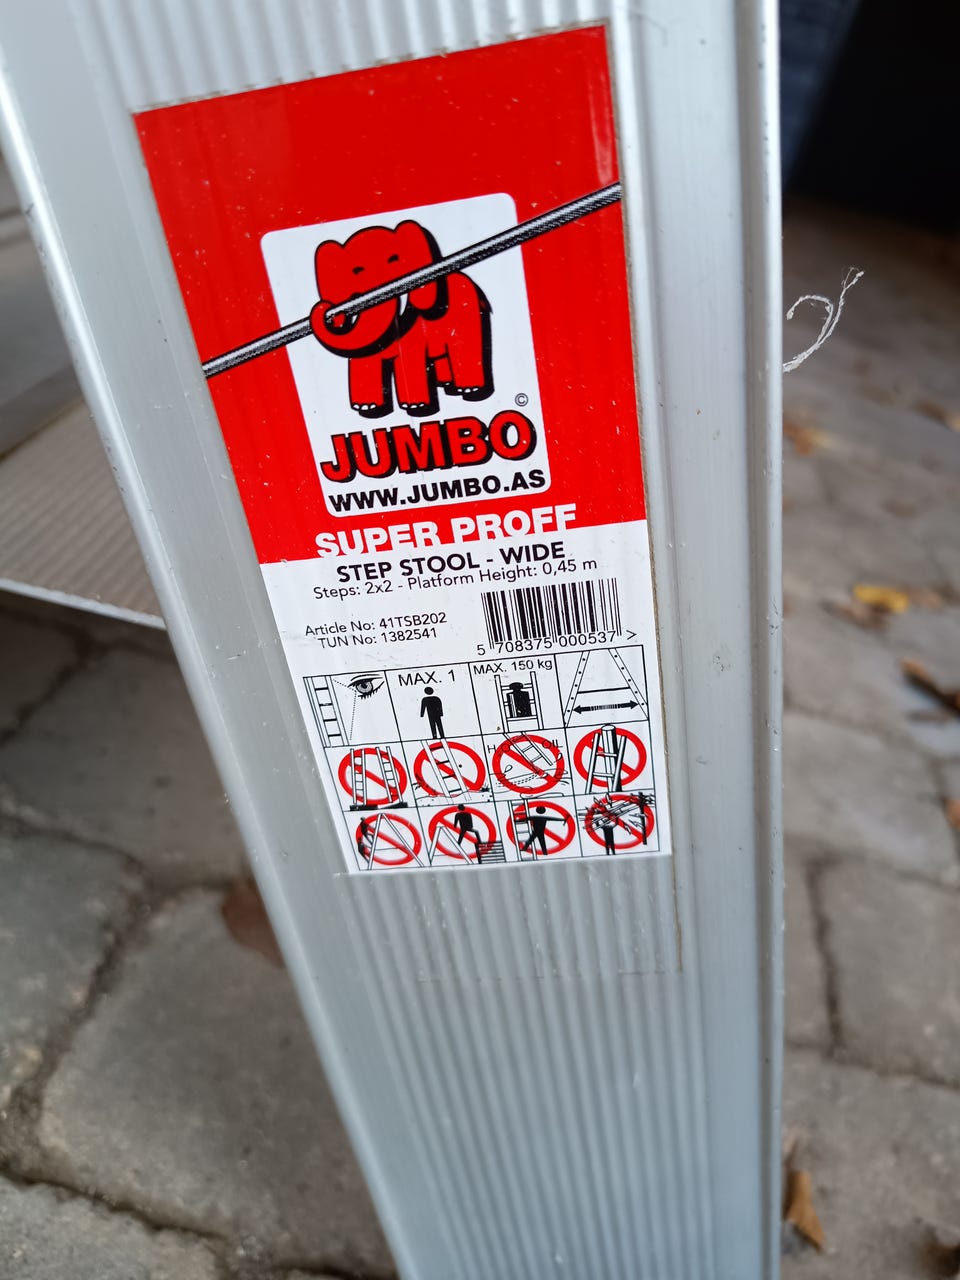 ©
JUMBO
WWW.JUMBO.AS
SUPER PROFF
STEP STOOL - WIDE
Steps: 2x2 - Platform Height: 0,45 m
Article No: 41TSB202
TUN No: 1382541
5 708375 000537 >
MAX. 1
MAX. 150 kg
OIL